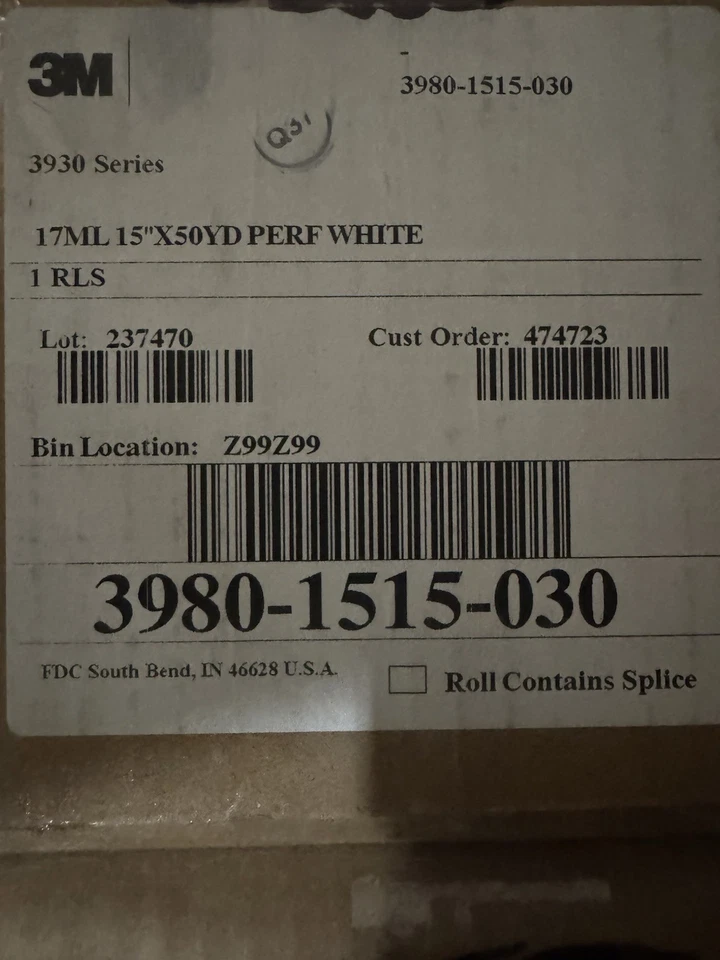 3M
-
3980-1515-030
3930 Series
17ML 15"X50YD PERF WHITE
1 RLS
Lot: 237470
Cust Order: 474723
Bin Location: Z99Z99
3980-1515-030
FDC South Bend, IN 46628 U.S.A.
Roll Contains Splice